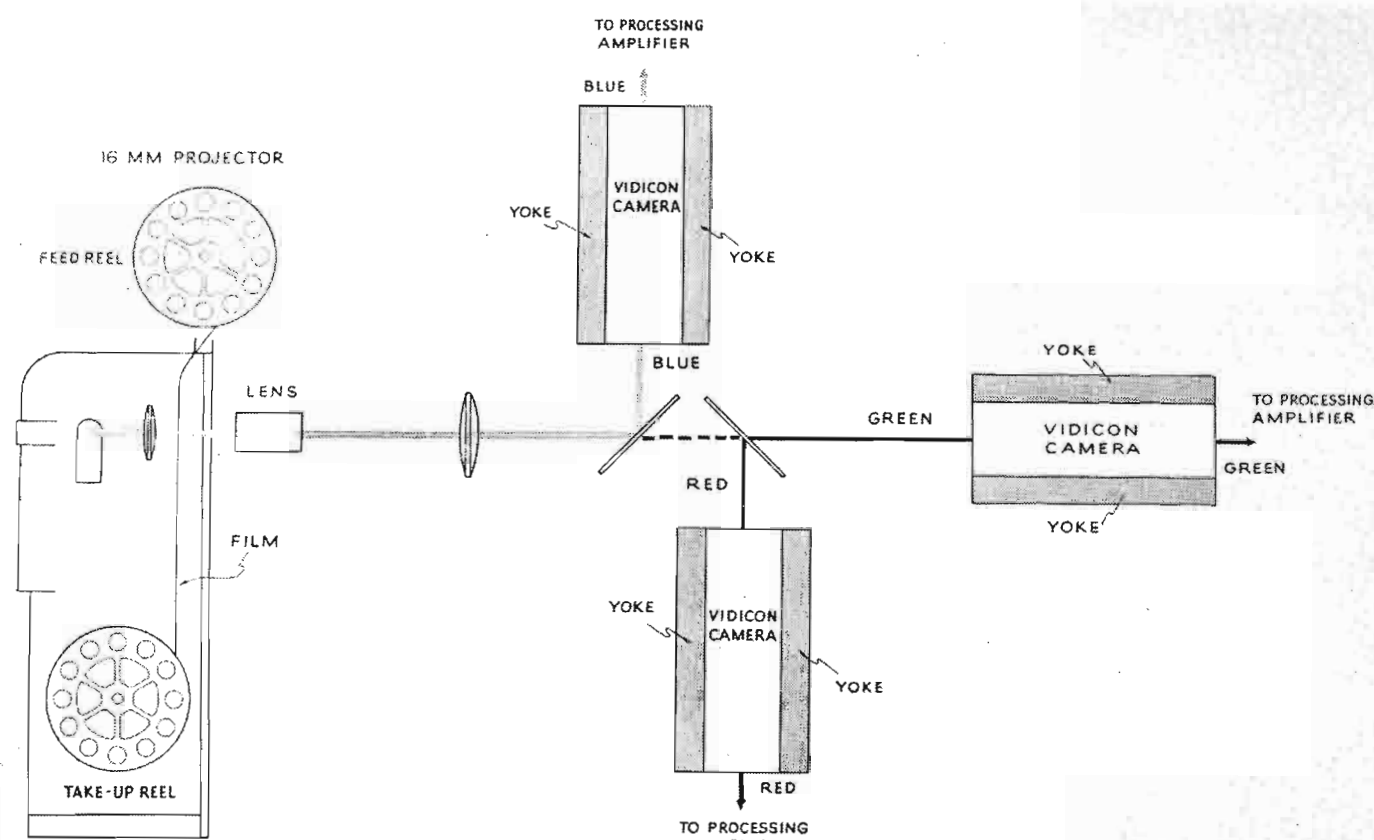 TO PROCESSING
AMPLIFIER
BLUE
16 MM PROJECTOR
VIDICON
CAMERA
YOKE
YOKE
FEED REEL
BLUE
YOKE
LENS
TO PROCESSING
AMPLIFIER
GREEN
VIDICON
CAMERA
GREEN
RED
YOKE
FILM
YOKE
VIDICON
CAMERA
YOKE
TAKE-UP REEL
RED
TO PROCESSING